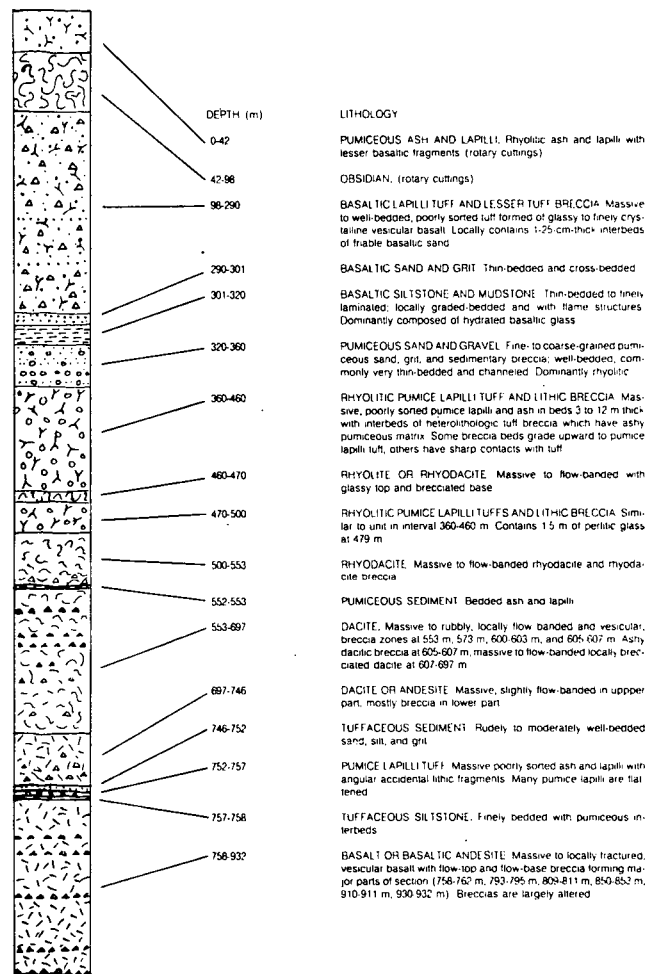 DEPTH (m) LITHOLOGY
0-42 PUMICEOUS ASH AND LAPILLI. Rhyolitic ash and lapilli with
lesser basaltic fragments (rotary cuttings)
42-98 OBSIDIAN. (rotary cuttings)
98-290 BASALTIC LAPILLI TUFF AND LESSER TUFF BRECCIA Massive
to well-bedded, poorly sorted tuff formed of glassy to finely crys-
talline vesicular basalt Locally contains 1-25-cm-thick interbeds
of friable basaltic sand
290-301 BASALTIC SAND AND GRIT Thin-bedded and cross-bedded
301-320 BASALTIC SILTSTONE AND MUDSTONE Thin-bedded to finely
laminated; locally graded-bedded and with flame structures
Dominantly composed of hydrated basaltic glass
320-360 PUMICEOUS SAND AND GRAVEL Fine- to coarse-grained pumi-
ceous sand, grit, and sedimentary breccia; well-bedded, com-
monly very thin-bedded and channeled Dominantly rhyolitic
360-460 RHYOLITIC PUMICE LAPILLI TUFF AND LITHIC BRECCIA Mas-
sive, poorly sorted pumice lapilli and ash in beds 3 to 12 m thick
with interbeds of heterolithologic tuff breccia which have ashy
pumiceous matrix Some breccia beds grade upward to pumice
lapilli tuff, others have sharp contacts with tuff
460-470 RHYOLITE OR RHYODACITE Massive to flow-banded with
glassy top and brecciated base
470-500 RHYOLITIC PUMICE LAPILLI TUFFS AND LITHIC BRECCIA Simi-
lar to unit in interval 360-460 m Contains 1.5 m of perlitic glass
at 479 m
500-553 RHYODACITE Massive to flow-banded rhyodacite and rhyoda-
cite breccia
552-553 PUMICEOUS SEDIMENT Bedded ash and lapilli
553-697 DACITE. Massive to rubbly, locally flow banded and vesicular,
breccia zones at 553 m, 573 m, 600-603 m, and 605-607 m Ashy
dacitic breccia at 605-607 m, massive to flow-banded locally brec-
ciated dacite at 607-697 m
697-746 DACITE OR ANDESITE Massive, slightly flow-banded in uppper
part, mostly breccia in lower part
746-752 TUFFACEOUS SEDIMENT Rudely to moderately well-bedded
sand, silt, and grit
752-757 PUMICE LAPILLI TUFF Massive poorly sorted ash and lapilli with
angular accidental lithic fragments Many pumice lapilli are flat
tened
757-758 TUFFACEOUS SILTSTONE. Finely bedded with pumiceous in-
terbeds
758-932 BASALT OR BASALTIC ANDESITE Massive to locally fractured,
vesicular basalt with flow-top and flow-base breccia forming ma-
jor parts of section (758-762 m, 793-795 m, 809-811 m, 850-852 m,
910-911 m, 930-932 m) Breccias are largely altered